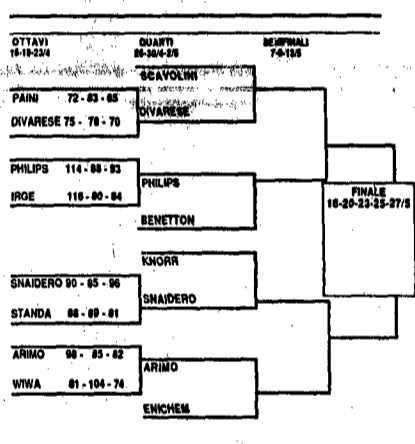 OTTAVI
16-19-23/4
QUARTI
26-30/4-2/5
SEMIFINALI
7-9-13/5
SCAVOLINI
PAINI 72 - 83 - 65
DIVARESE 75 - 78 - 70
DIVARESE
PHILIPS 114 - 88 - 93
IRGE 116 - 80 - 84
PHILIPS
BENETTON
FINALE
16-20-23-25-27/5
KNORR
SNAIDERO 90 - 85 - 96
STANDA 88 - 89 - 81
SNAIDERO
ARIMO 98 - 85 - 82
WIWA 81 - 104 - 74
ARIMO
ENICHEM